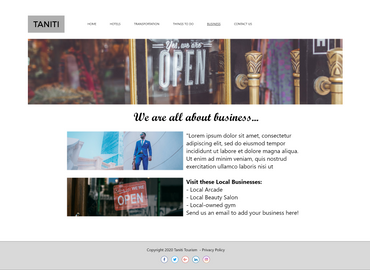 TANITI
HOME HOTELS TRANSPORTATION THINGS TO DO BUSINESS CONTACT US
Yes, we are
OPEN
We are all about business...
"Lorem ipsum dolor sit amet, consectetur
adipiscing elit, sed do eiusmod tempor
incididunt ut labore et dolore magna aliqua.
Ut enim ad minim veniam, quis nostrud
exercitation ullamco laboris nisi ut
OPEN
Visit these Local Businesses:
- Local Arcade
- Local Beauty Salon
- Local-owned gym
Send us an email to add your business here!
Copyright 2020 Taniti Tourism - Privacy Policy